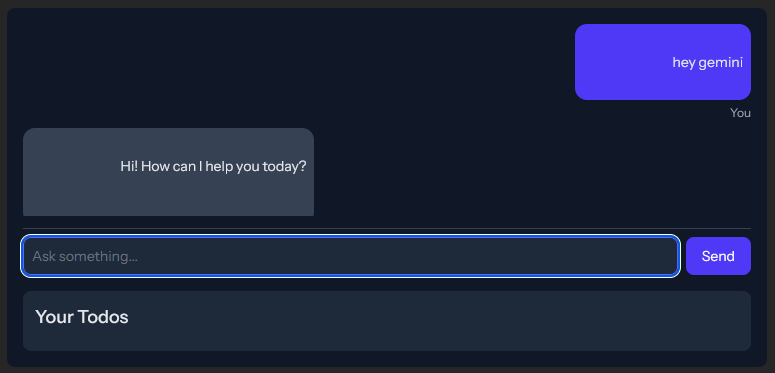 hey gemini
You
Hi! How can I help you today?
Ask something...
Send
Your Todos